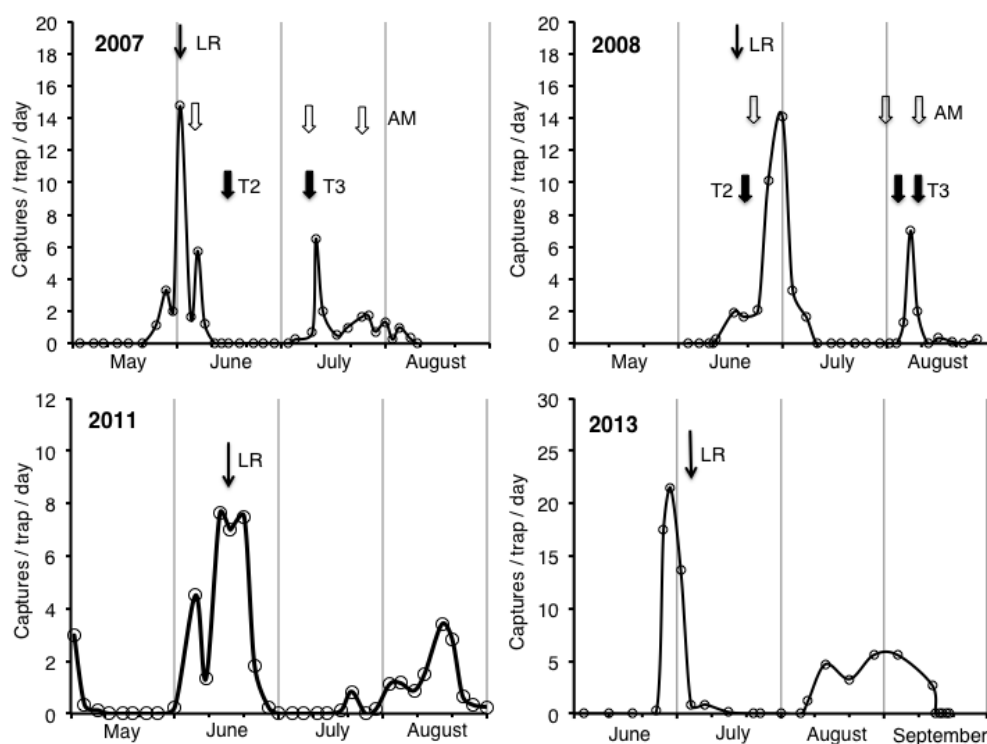 2007
LR
AM
T2
T3
20
18
16
14
12
10
8
6
4
2
0
Captures / trap / day
May
June
July
August
2008
LR
AM
T2
T3
20
18
16
14
12
10
8
6
4
2
0
Captures / trap / day
May
June
July
August
2011
LR
12
10
8
6
4
2
0
Captures / trap / day
May
June
July
August
2013
LR
30
25
20
15
10
5
0
Captures / trap / day
June
July
August
September